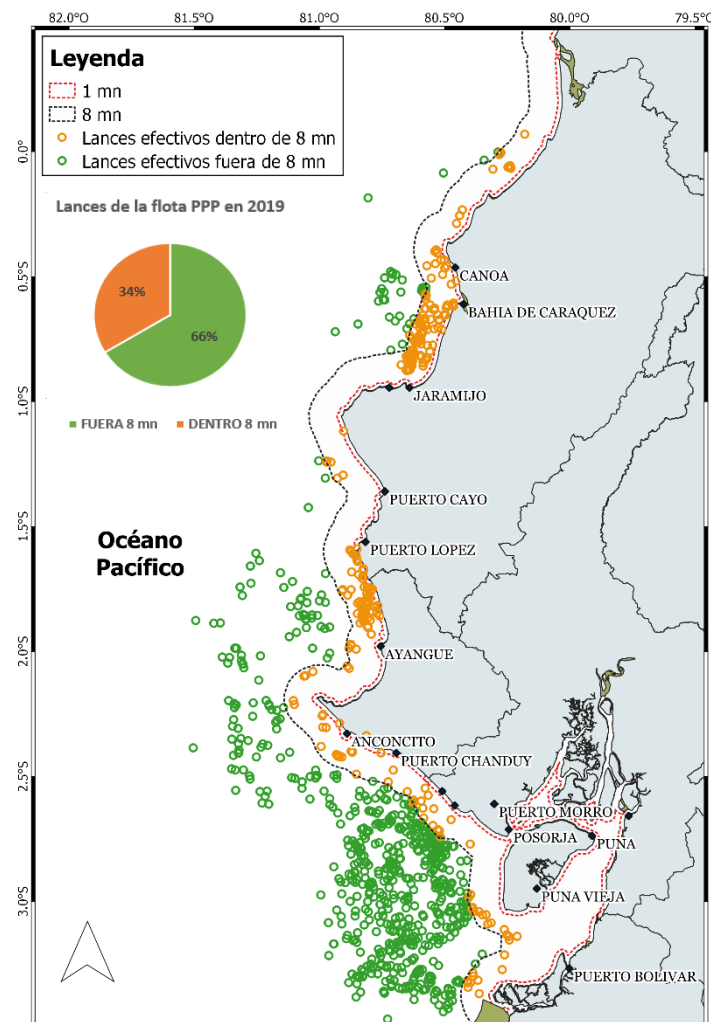 82.0°O 81.5°O 81.0°O 80.5°O 80.0°O 79.5°O
Leyenda
1 mn
8 mn
Lances efectivos dentro de 8 mn
Lances efectivos fuera de 8 mn
0.0°
Lances de la flota PPP en 2019
34%
66%
FUERA 8 mn DENTRO 8 mn
0.5°S
CANOA
BAHIA DE CARAQUEZ
1.0°S
JARAMIJO
PUERTO CAYO
1.5°S
Océano
Pacífico
PUERTO LOPEZ
2.0°S
AYANGUE
ANCONCITO
PUERTO CHANDUY
2.5°S
PUERTO MORRO
POSORJA
PUNA
PUNA VIEJA
3.0°S
PUERTO BOLIVAR